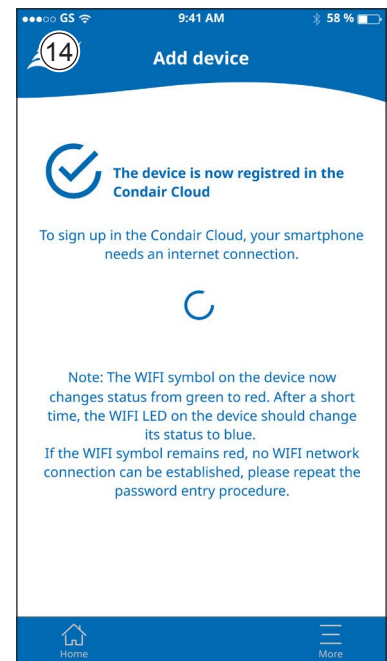 GS 9:41 AM 58 %
14
Add device
The device is now registred in the
Condair Cloud
To sign up in the Condair Cloud, your smartphone
needs an internet connection.
Note: The WIFI symbol on the device now
changes status from green to red. After a short
time, the WIFI LED on the device should change
its status to blue.
If the WIFI symbol remains red, no WIFI network
connection can be established, please repeat the
password entry procedure.
Home More